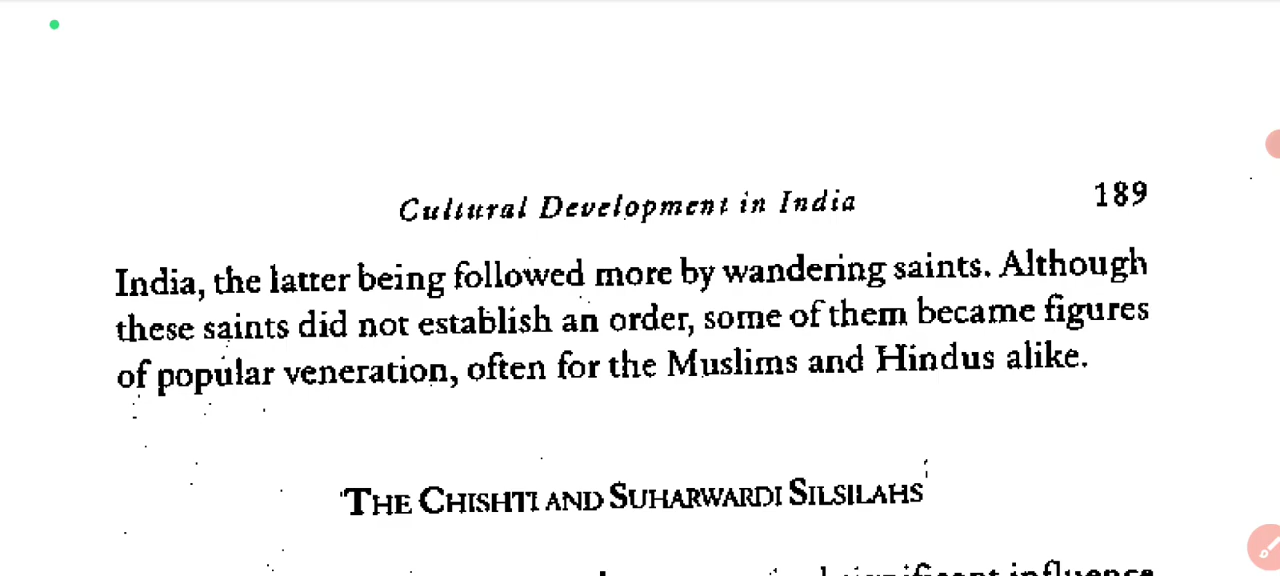 Cultural Development in India 189
India, the latter being followed more by wandering saints. Although
these saints did not establish an order, some of them became figures
of popular veneration, often for the Muslims and Hindus alike.
THE CHISHTI AND SUHARWARDI SILSILAHS
significant influence